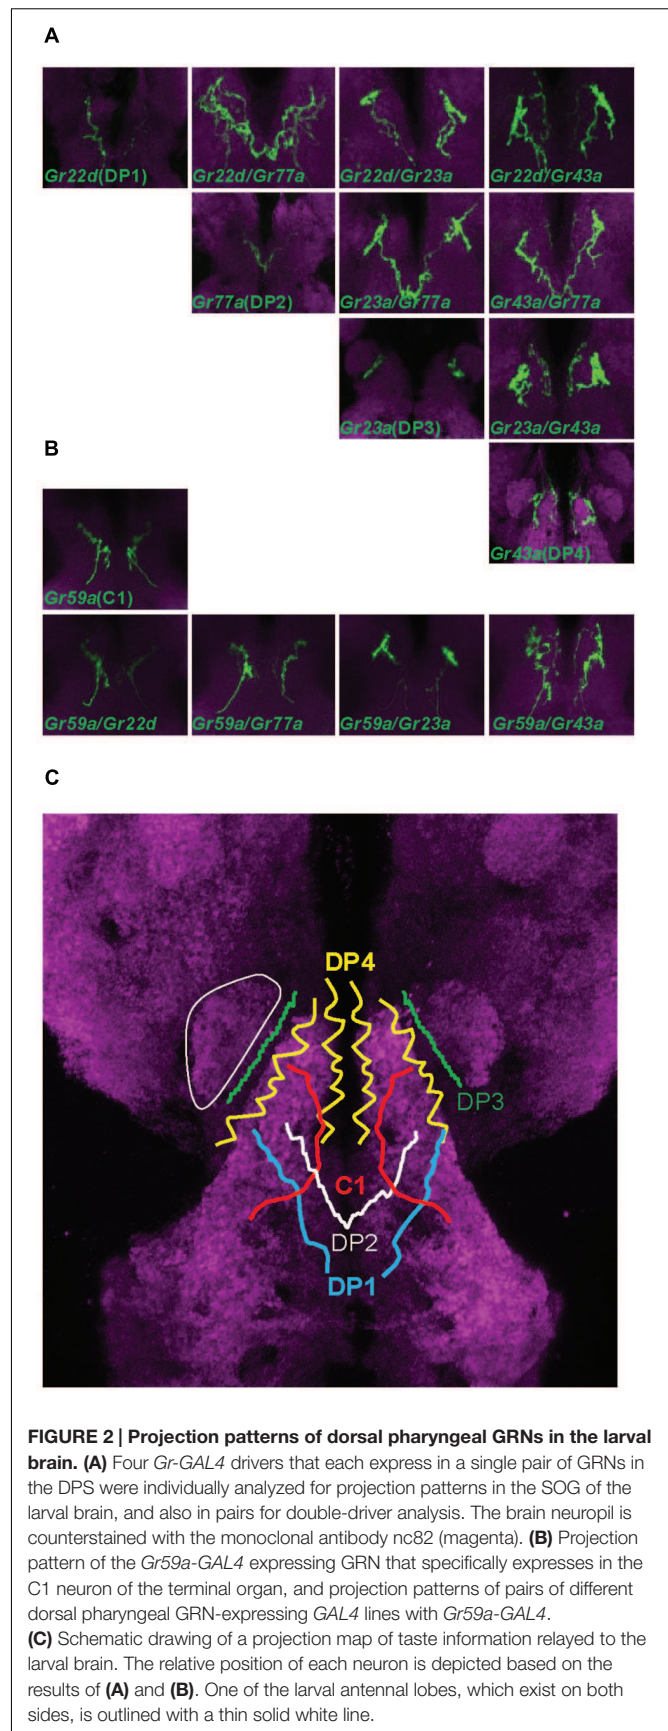 A
Gr22d(DP1) Gr22d/Gr77a Gr22d/Gr23a Gr22d/Gr43a
Gr77a(DP2) Gr23a/Gr77a Gr43a/Gr77a
Gr23a(DP3) Gr23a/Gr43a
B
Gr43a(DP4)
Gr59a(C1)
Gr59a/Gr22d Gr59a/Gr77a Gr59a/Gr23a Gr59a/Gr43a
C
DP4
DP3
C1
DP2
DP1
FIGURE 2 | Projection patterns of dorsal pharyngeal GRNs in the larval
brain. (A) Four Gr-GAL4 drivers that each express in a single pair of GRNs in
the DPS were individually analyzed for projection patterns in the SOG of the
larval brain, and also in pairs for double-driver analysis. The brain neuropil is
counterstained with the monoclonal antibody nc82 (magenta). (B) Projection
pattern of the Gr59a-GAL4 expressing GRN that specifically expresses in the
C1 neuron of the terminal organ, and projection patterns of pairs of different
dorsal pharyngeal GRN-expressing GAL4 lines with Gr59a-GAL4.
(C) Schematic drawing of a projection map of taste information relayed to the
larval brain. The relative position of each neuron is depicted based on the
results of (A) and (B). One of the larval antennal lobes, which exist on both
sides, is outlined with a thin solid white line.